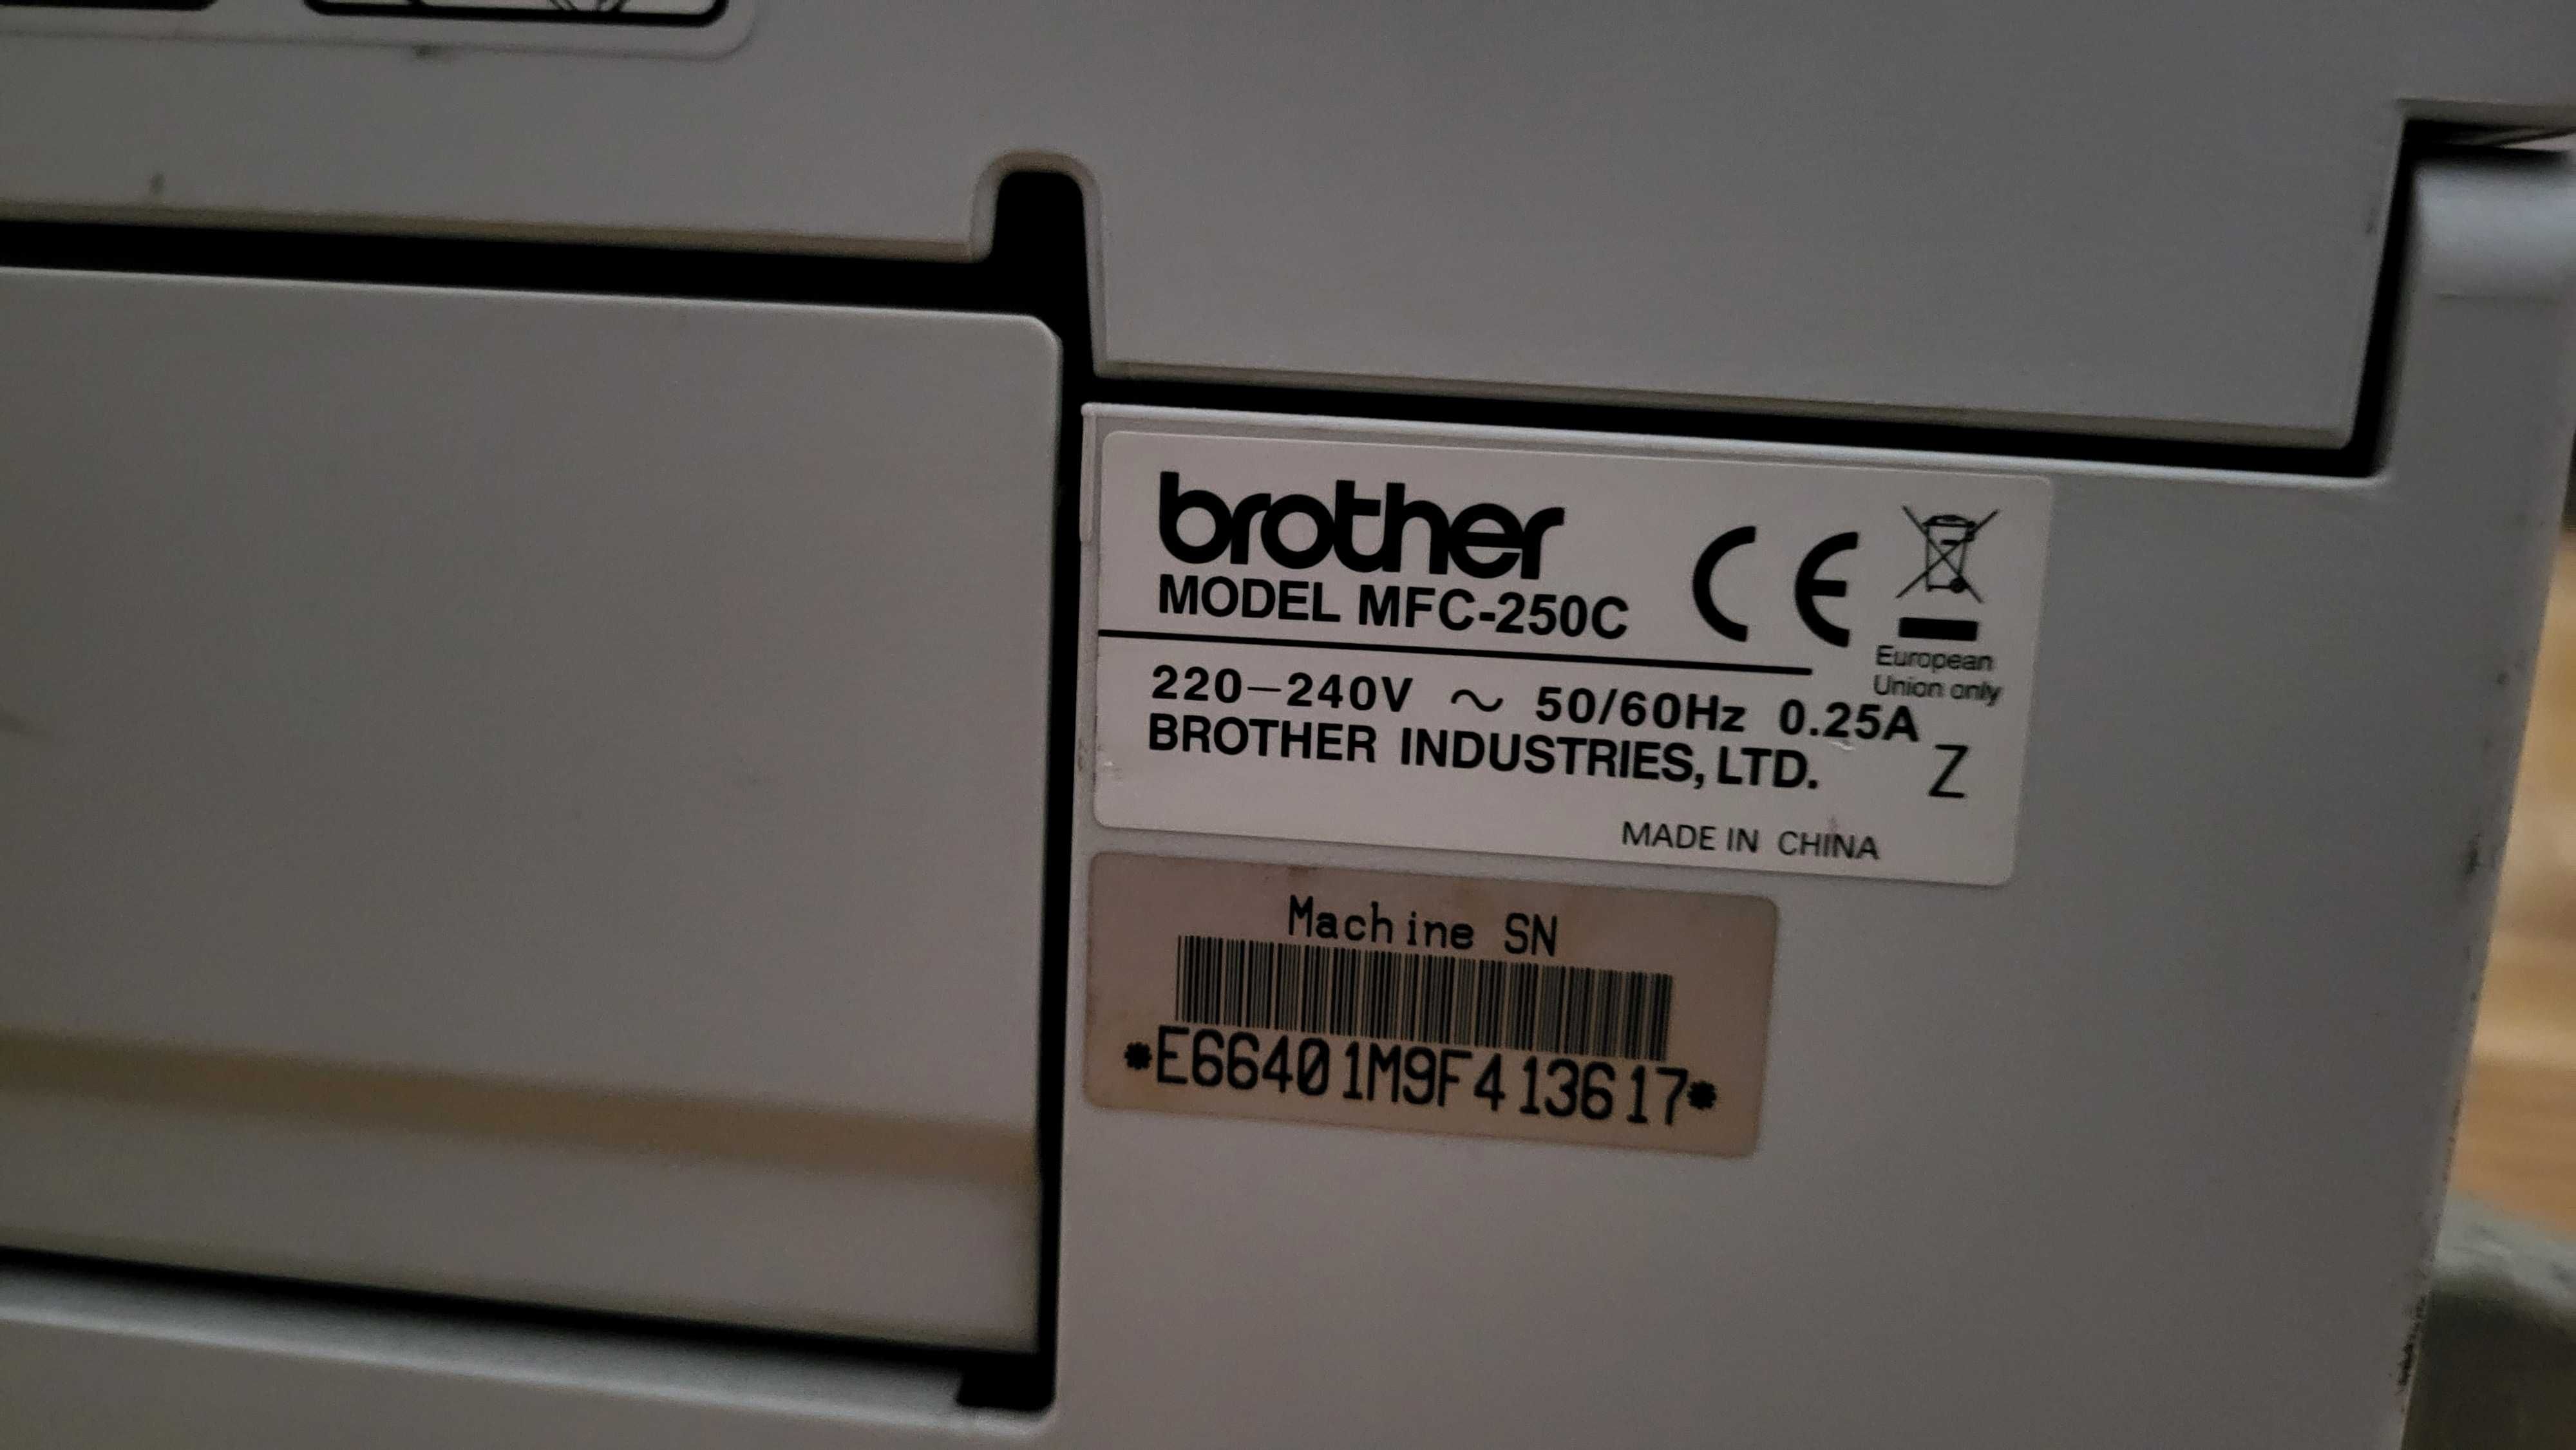 brother
MODEL MFC-250C
European
Union only
220-240V ~ 50/60Hz 0.25A
BROTHER INDUSTRIES, LTD. Z
MADE IN CHINA
Machine SN
*E66401M9F413617*